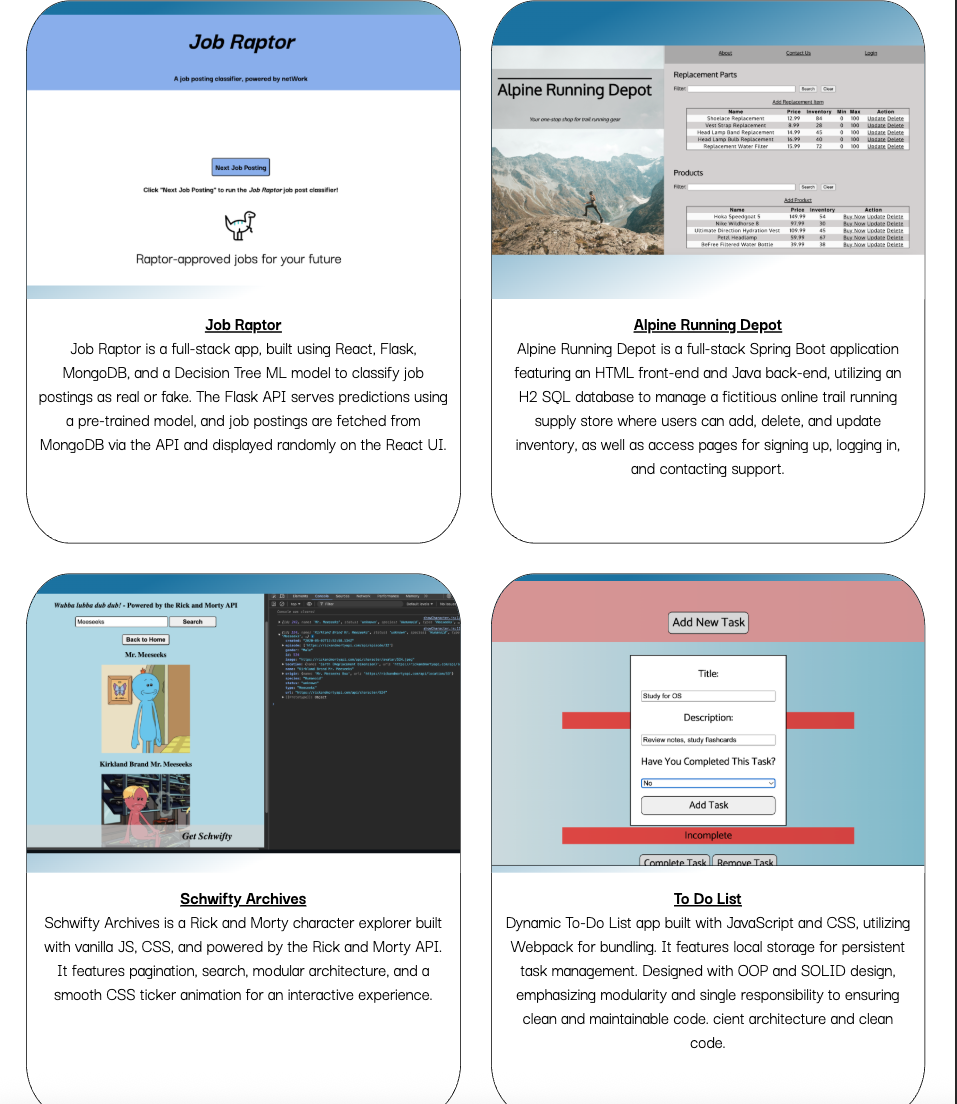 Job Raptor
A job posting classifier, powered by netWork
Next Job Posting
Click "Next Job Posting" to run the Job Raptor job post classifier!
Raptor-approved jobs for your future
Job Raptor
Job Raptor is a full-stack app, built using React, Flask,
MongoDB, and a Decision Tree ML model to classify job
postings as real or fake. The Flask API serves predictions using
a pre-trained model, and job postings are fetched from
MongoDB via the API and displayed randomly on the React UI.
Alpine Running Depot
Your one-stop shop for trail running gear
About Contact Us Login
Replacement Parts
Filter: Search Clear
Add Replacement Item
Name Price Inventory Min Max Action
Shoelace Replacement 12.99 84 0 100 Update Delete
Vest Strap Replacement 8.99 28 0 100 Update Delete
Head Lamp Band Replacement 14.99 45 0 100 Update Delete
Head Lamp Bulb Replacement 16.99 40 0 100 Update Delete
Replacement Water Filter 15.99 72 0 100 Update Delete
Products
Filter: Search Clear
Add Product
Name Price Inventory Action
Hoka Speedgoat 5 149.99 54 Buy Now Update Delete
Nike Wildhorse 8 97.99 30 Buy Now Update Delete
Ultimate Direction Hydration Vest 109.99 45 Buy Now Update Delete
Petzl Headlamp 59.99 67 Buy Now Update Delete
BeFree Filtered Water Bottle 39.99 38 Buy Now Update Delete
Alpine Running Depot
Alpine Running Depot is a full-stack Spring Boot application
featuring an HTML front-end and Java back-end, utilizing an
H2 SQL database to manage a fictitious online trail running
supply store where users can add, delete, and update
inventory, as well as access pages for signing up, logging in,
and contacting support.
Wubba lubba dub dub! - Powered by the Rick and Morty API
Meeseeks Search
Back to Home
Mr. Meeseeks
Kirkland Brand Mr. Meeseeks
Get Schwifty
Elements Console Sources Network Performance Memory
Schwifty Archives
Schwifty Archives is a Rick and Morty character explorer built
with vanilla JS, CSS, and powered by the Rick and Morty API.
It features pagination, search, modular architecture, and a
smooth CSS ticker animation for an interactive experience.
Add New Task
Title:
Study for OS
Description:
Review notes, study flashcards
Have You Completed This Task?
No
Add Task
Incomplete
Complete Task Remove Task
To Do List
Dynamic To-Do List app built with JavaScript and CSS, utilizing
Webpack for bundling. It features local storage for persistent
task management. Designed with OOP and SOLID design,
emphasizing modularity and single responsibility to ensuring
clean and maintainable code. cient architecture and clean
code.